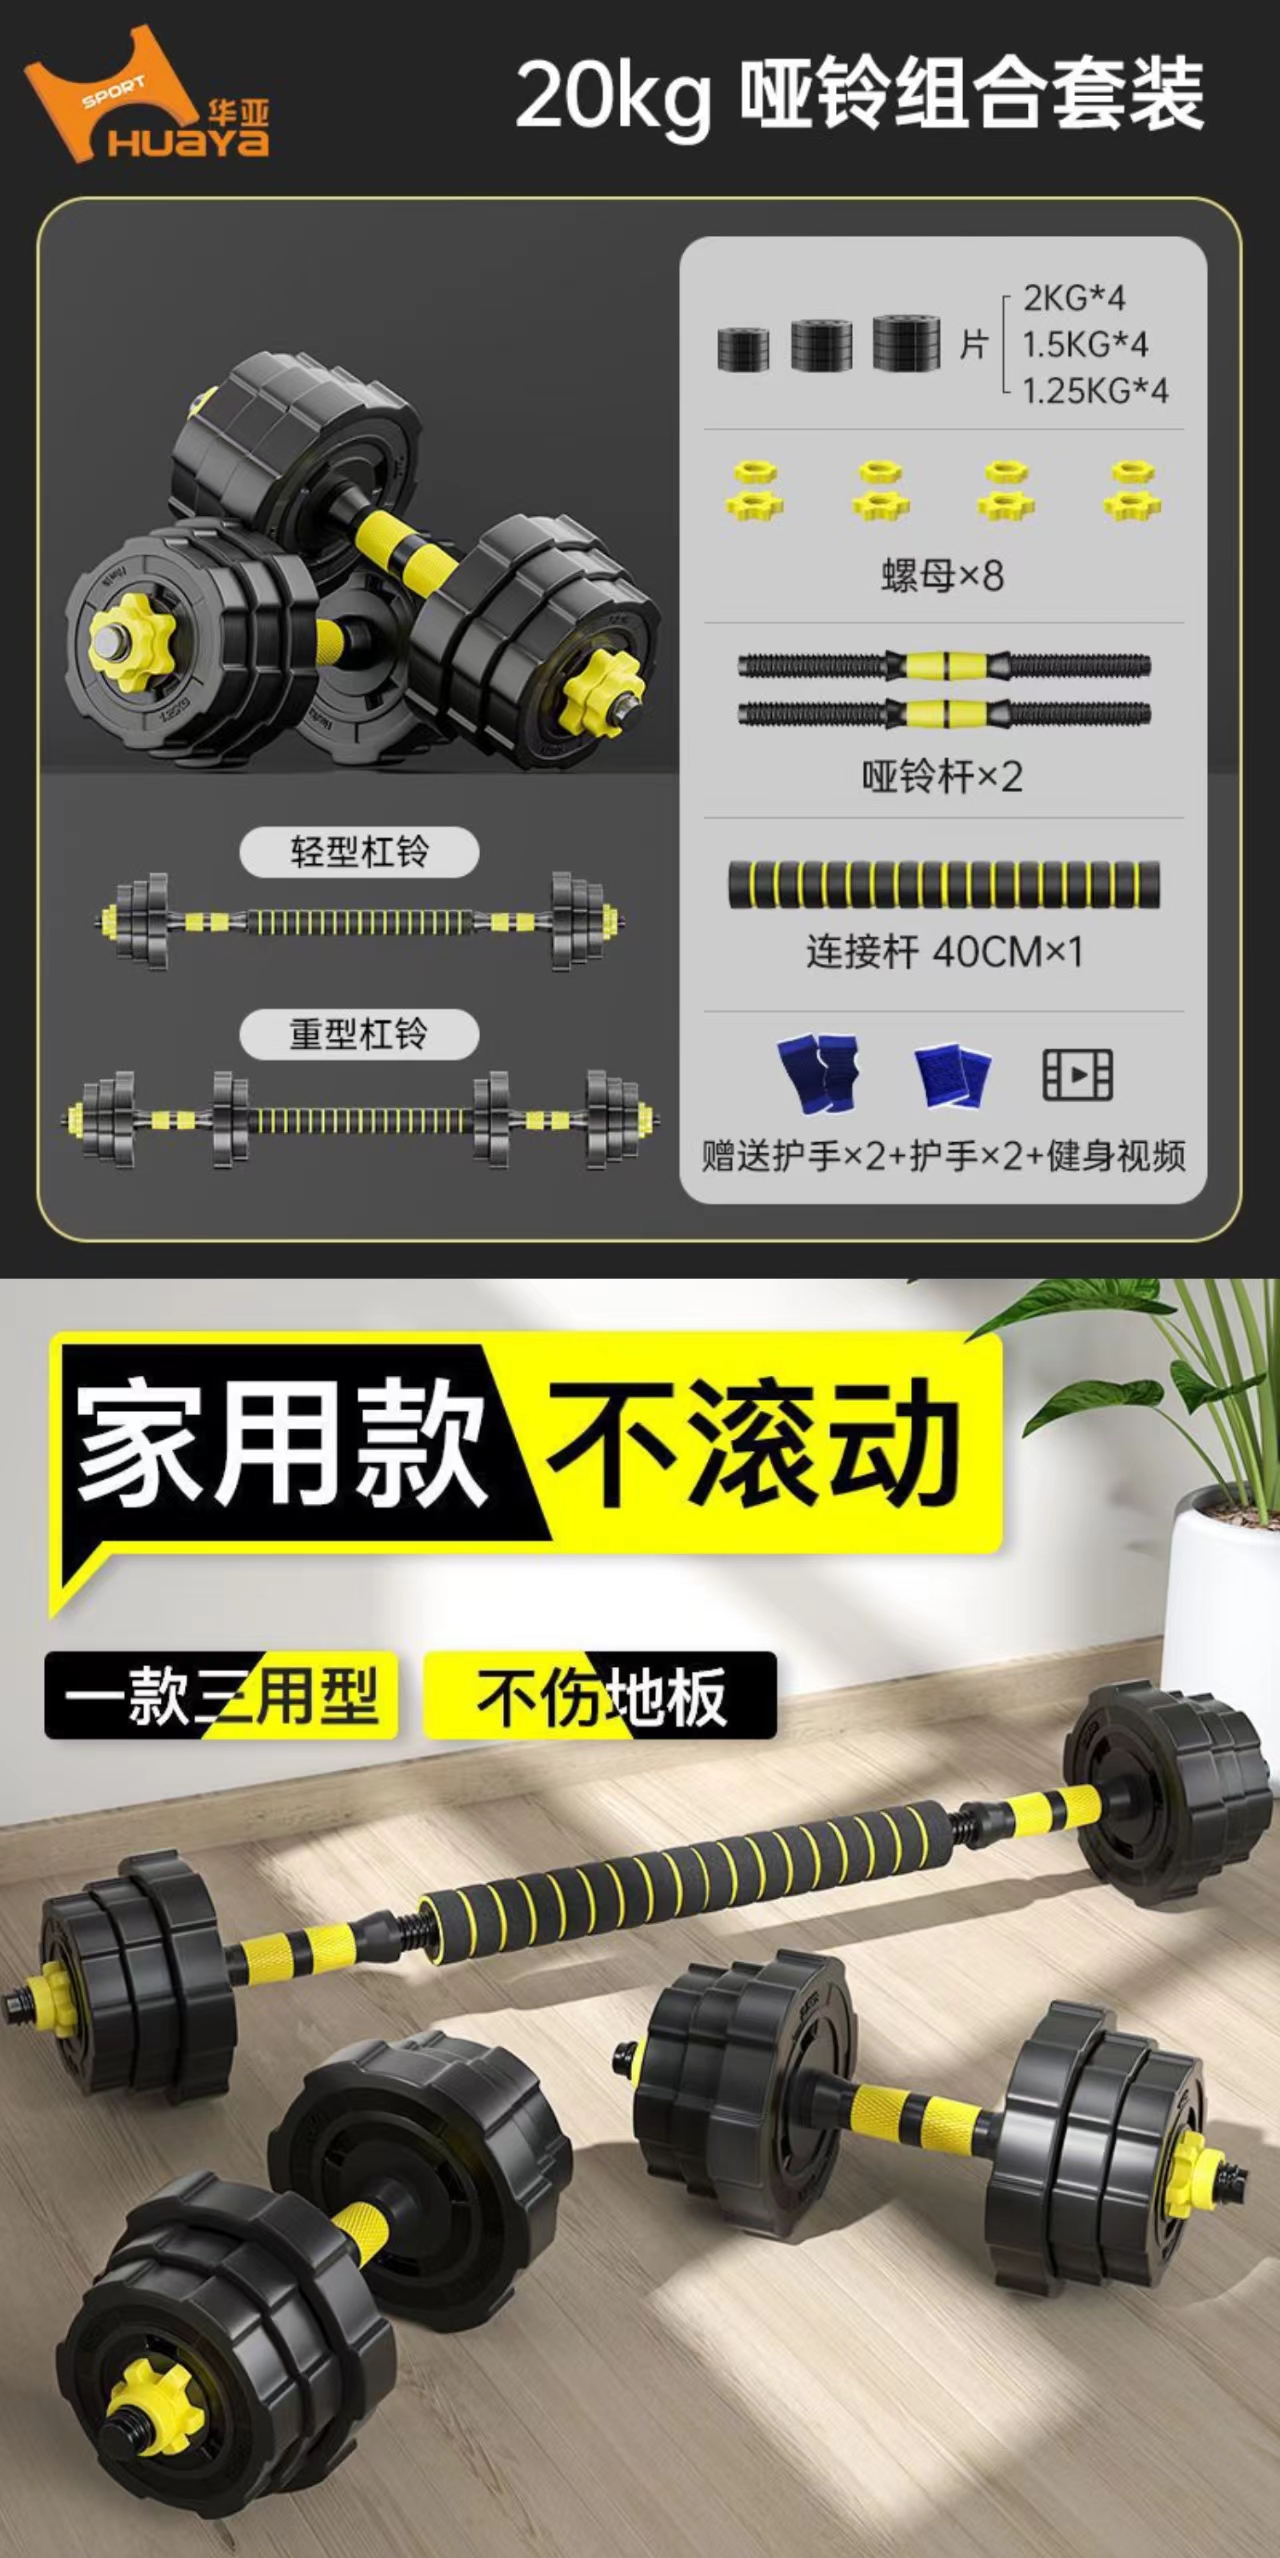 SPORT
华亚
HUaYa
20kg 哑铃组合套装
2KG*4
片
1.5KG*4
1.25KG*4
螺母×8
哑铃杆×2
轻型杠铃
连接杆 40CM×1
重型杠铃
赠送护手×2+护手×2+健身视频
家用款 不滚动
一款三用型
不伤地板